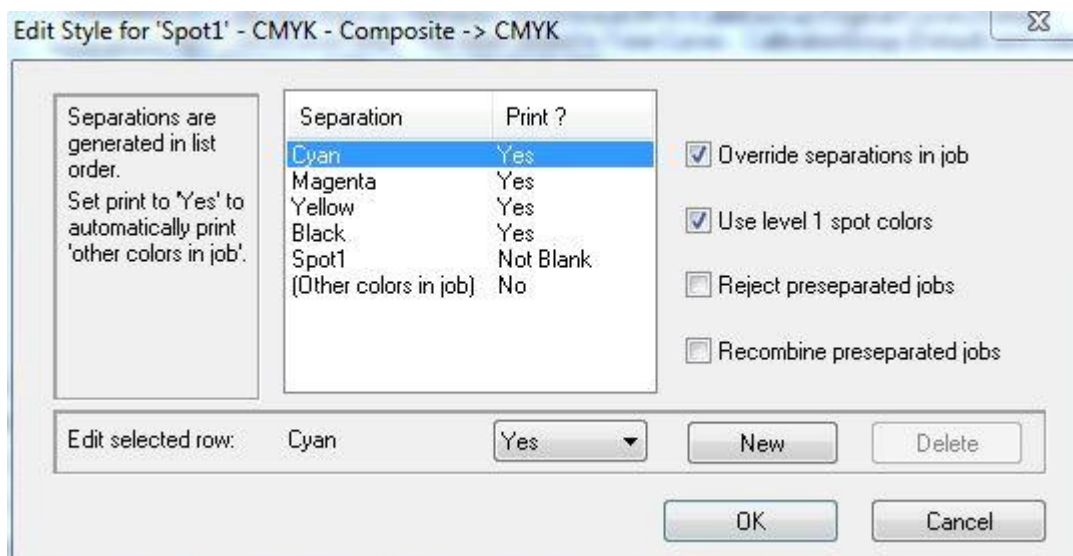 Edit Style for 'Spot1' - CMYK - Composite -> CMYK
Separations are
generated in list
order.
Set print to 'Yes' to
automatically print
'other colors in job'.
Separation Print ?
Cyan Yes
Magenta Yes
Yellow Yes
Black Yes
Spot1 Not Blank
(Other colors in job) No
Override separations in job
Use level 1 spot colors
Reject preseparated jobs
Recombine preseparated jobs
Edit selected row: Cyan Yes New Delete
OK Cancel